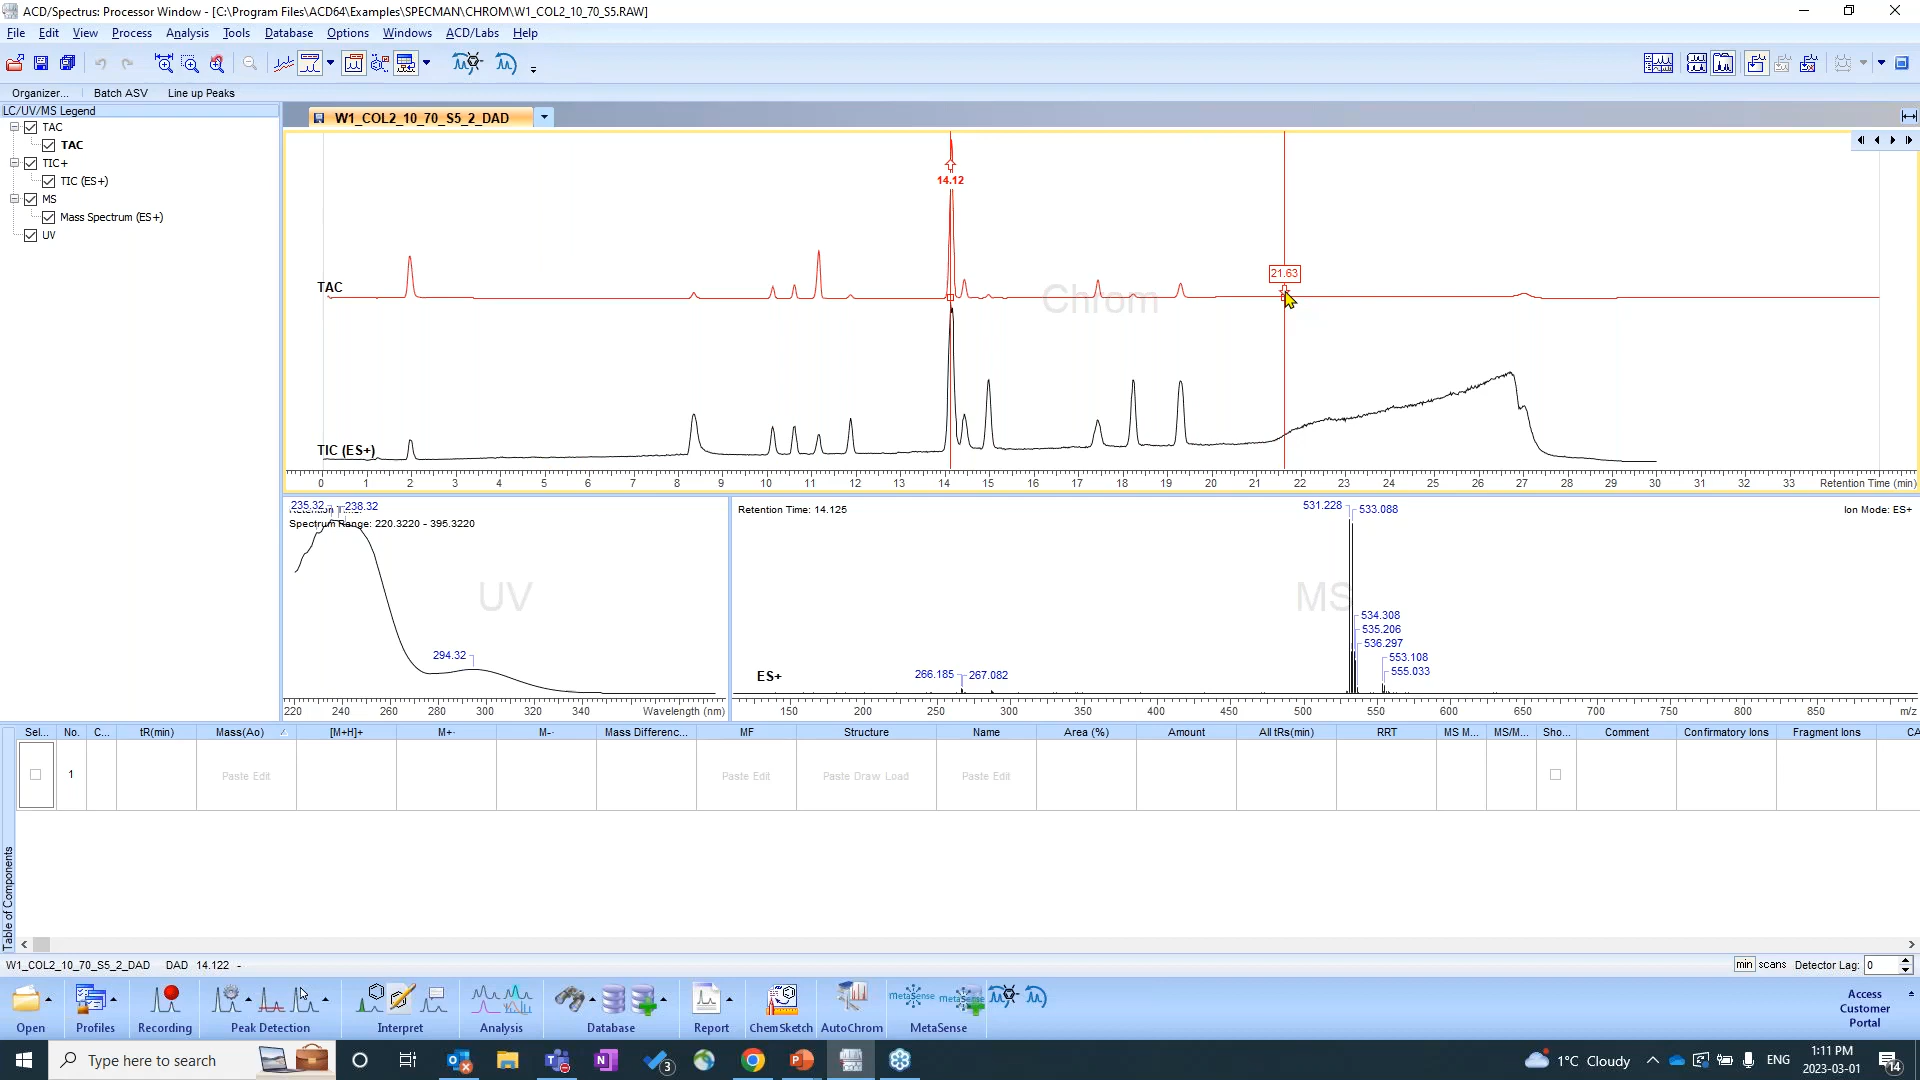 ACD/Spectrus: Processor Window - [C:\Program Files\ACD64\Examples\SPECMAN\CHROM\W1_COL2_10_70_S5.RAW]
File Edit View Process Analysis Tools Database Options Windows ACD/Labs Help
Organizer... Batch ASV Line up Peaks
LC/UV/MS Legend
TAC
TAC
TIC+
TIC (ES+)
MS
Mass Spectrum (ES+)
UV
W1_COL2_10_70_S5_2_DAD
14.12
21.63
TAC
Chrom
TIC (ES+)
0 1 2 3 4 5 6 7 8 9 10 11 12 13 14 15 16 17 18 19 20 21 22 23 24 25 26 27 28 29 30 31 32 33 Retention Time (min)
235.32 238.32
Retention Time:
Spectrum Range: 220.3220 - 395.3220
UV
294.32
220 240 260 280 300 320 340 Wavelength (nm)
Retention Time: 14.125
Ion Mode: ES+
531.228 533.088
MS
534.308
535.206
536.297
553.108
555.033
266.185 267.082
ES+
150 200 250 300 350 400 450 500 550 600 650 700 750 800 850 m/z
Sel... No. C... tR(min) Mass(Ao) [M+H]+ M+· M-· Mass Differenc... MF Structure Name Area (%) Amount All tRs(min) RRT MS M... MS/M... Sho... Comment Confirmatory Ions Fragment Ions CA
1 Paste Edit Paste Edit Paste Draw Load Paste Edit
Table of Components
W1_COL2_10_70_S5_2_DAD DAD 14.122 -
min scans Detector Lag: 0
Open Profiles Recording Peak Detection Interpret Analysis Database Report ChemSketch AutoChrom MetaSense
metaSense metaSense
Access
Customer
Portal
Type here to search
3
1°C Cloudy
ENG
1:11 PM
2023-03-01
14